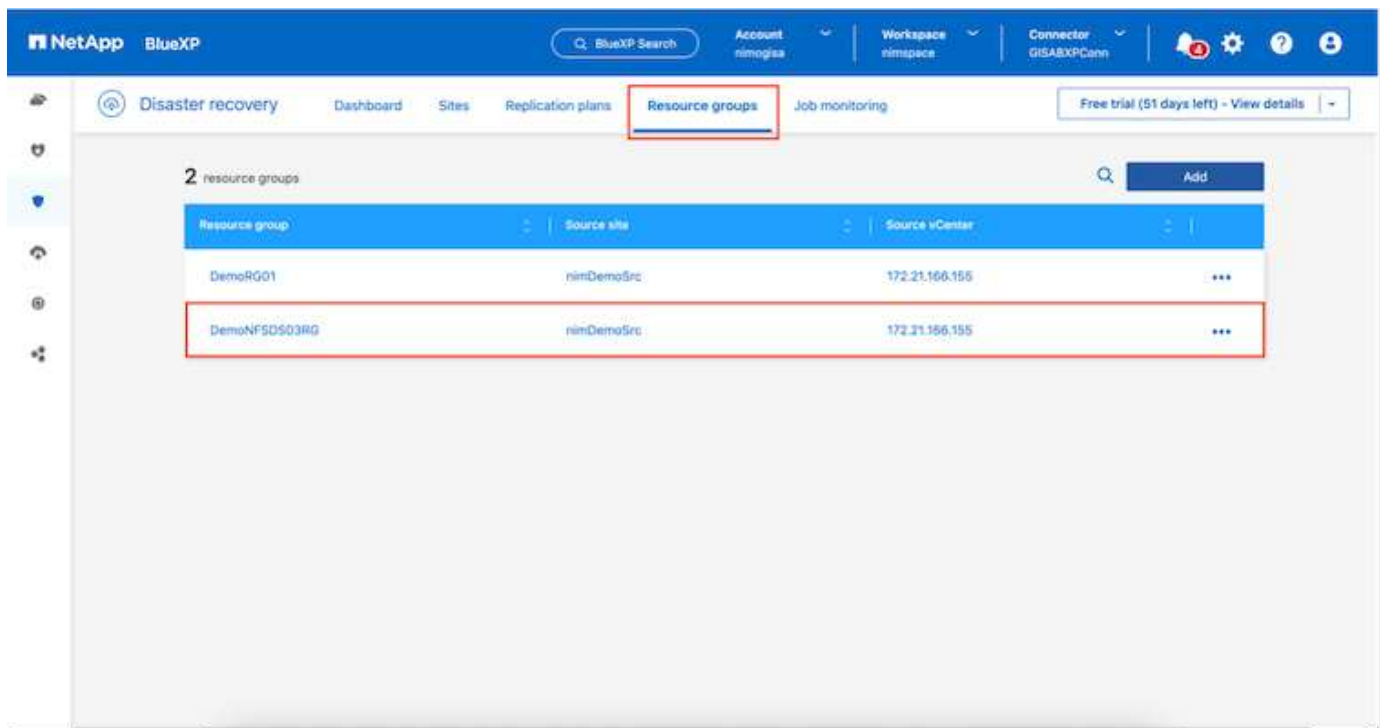 NetApp BlueXP
BlueXP Search
Account
nimogisa
Workspace
nimspace
Connector
GISABXPConn
4
Disaster recovery
Dashboard
Sites
Replication plans
Resource groups
Job monitoring
Free trial (51 days left) - View details
2 resource groups
Add
Resource group
Source site
Source vCenter
DemoRG01
nimDemoSrc
172.21.166.155
DemoNFSDS03RG
nimDemoSrc
172.21.166.155